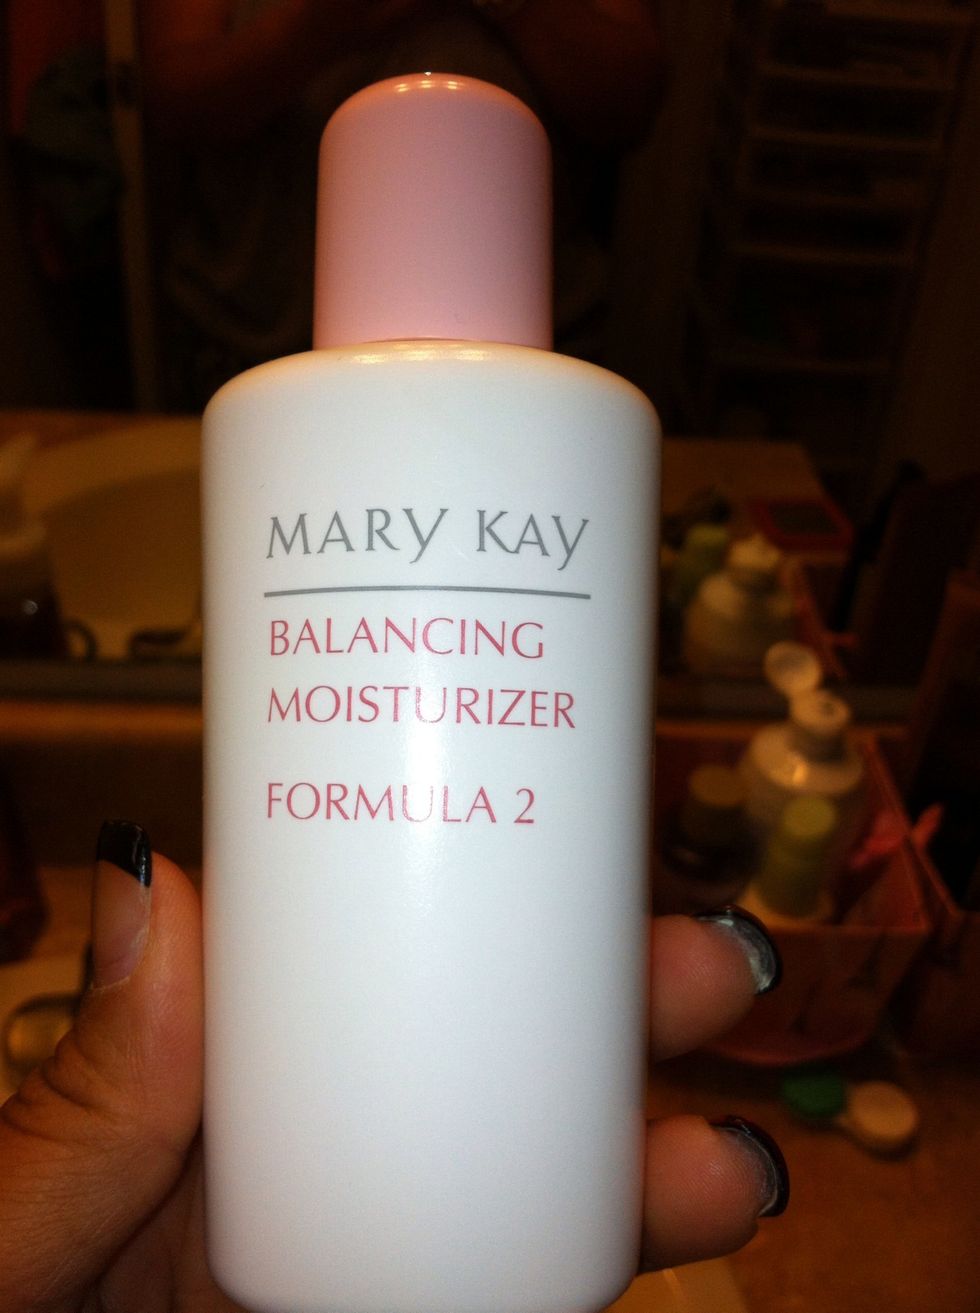 MARY KAY
BALANCING
MOISTURIZER
FORMULA 2